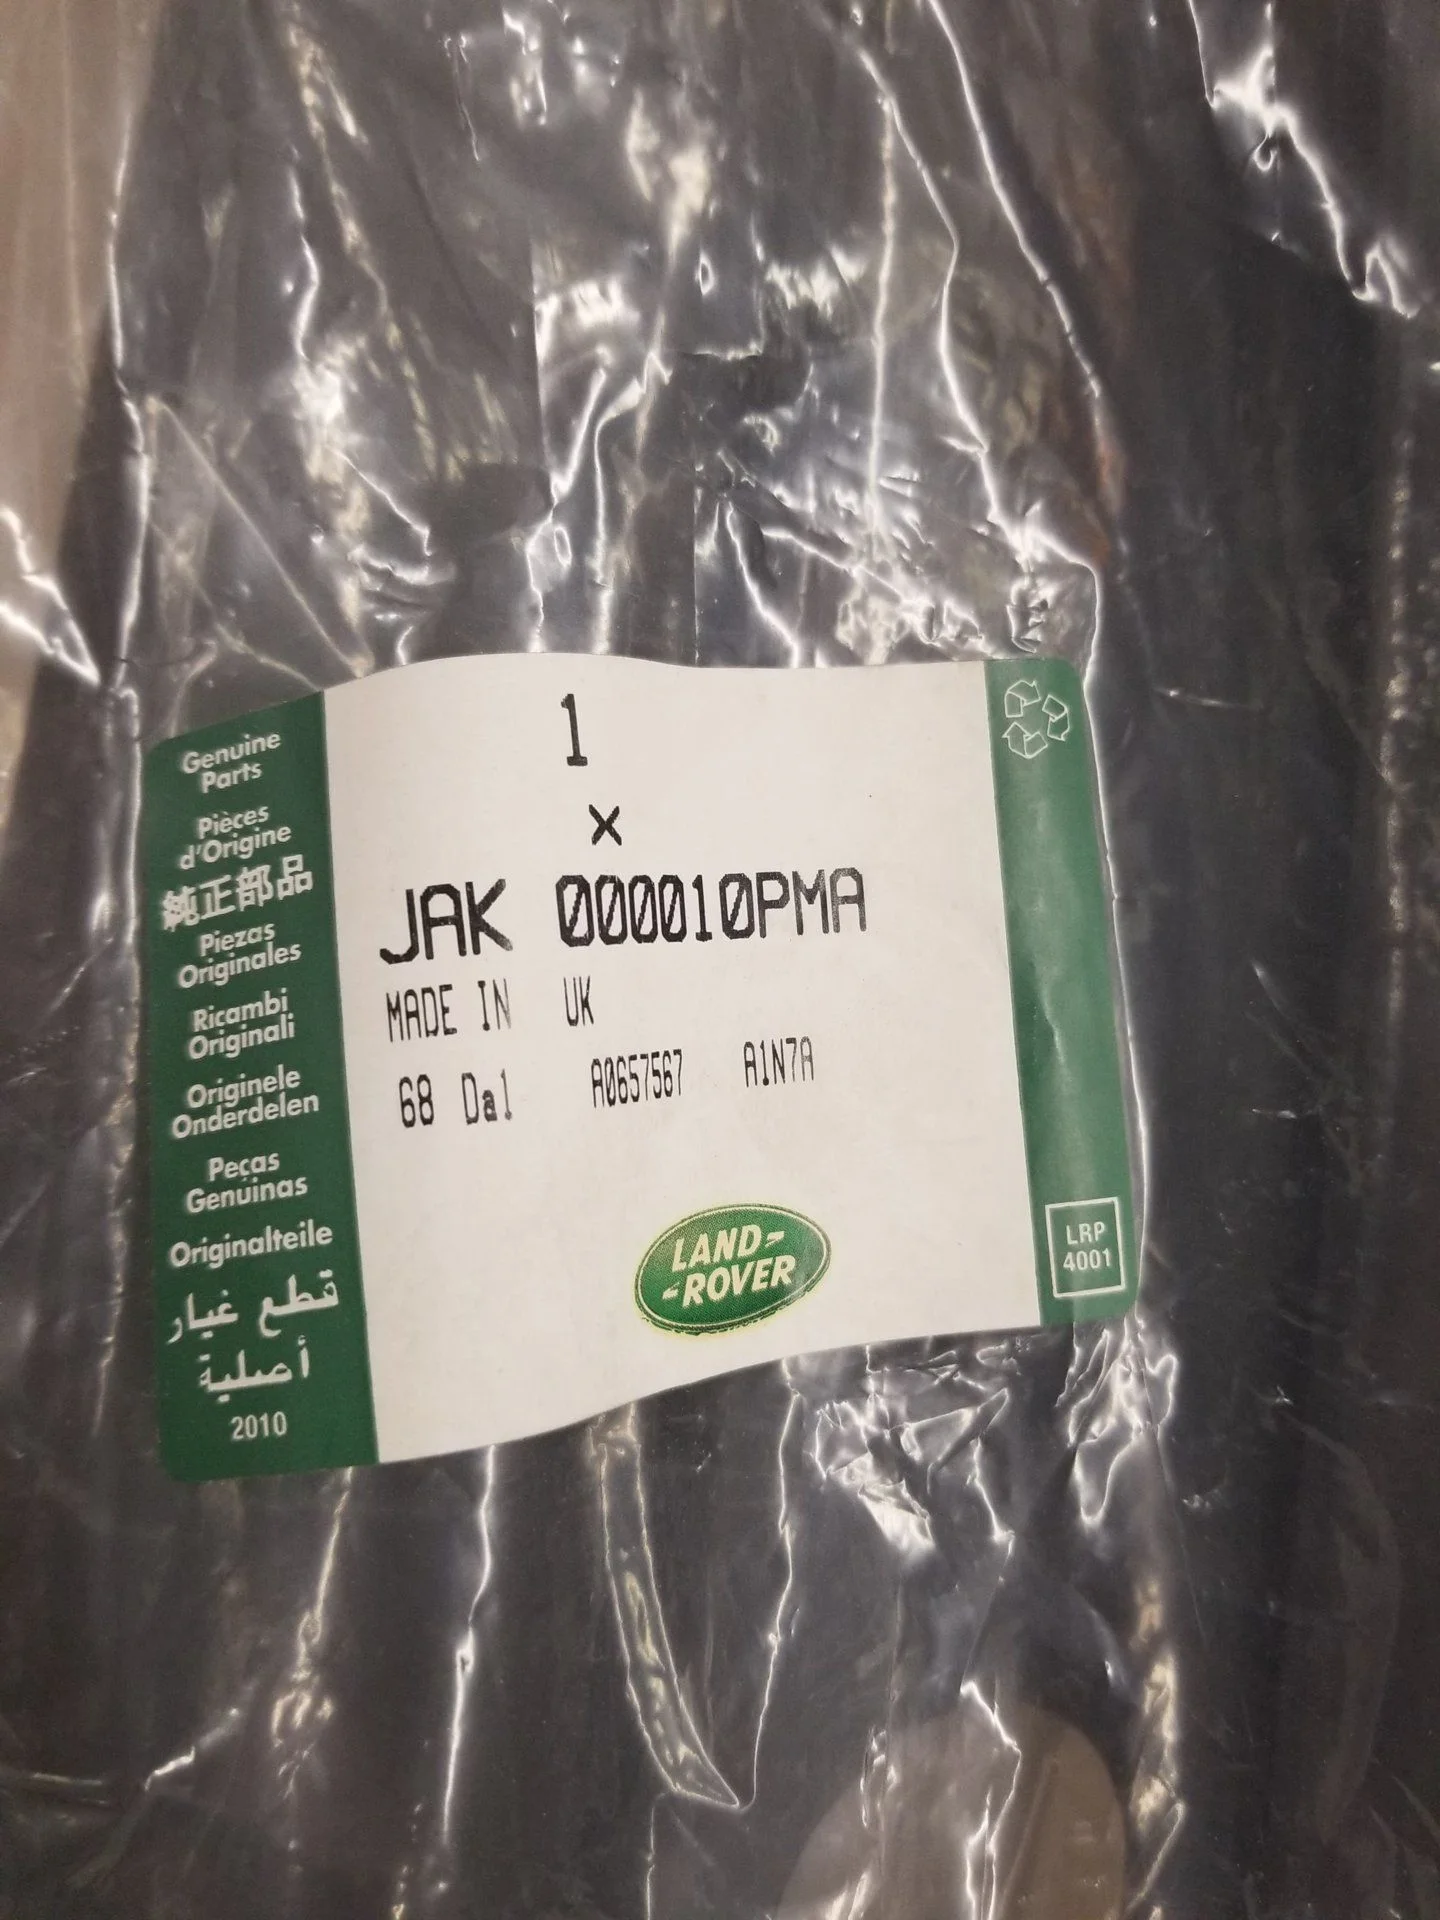 Genuine
Parts
Pièces
d'Origine
純正部品
Piezas
Originales
Ricambi
Originali
Originele
Onderdelen
Peças
Genuinas
Originalteile
قطع غيار
أصلية
2010
1
x
JAK 000010PMA
MADE IN UK
68 Dal A0657567 A1N7A
LAND-
-ROVER
LRP
4001